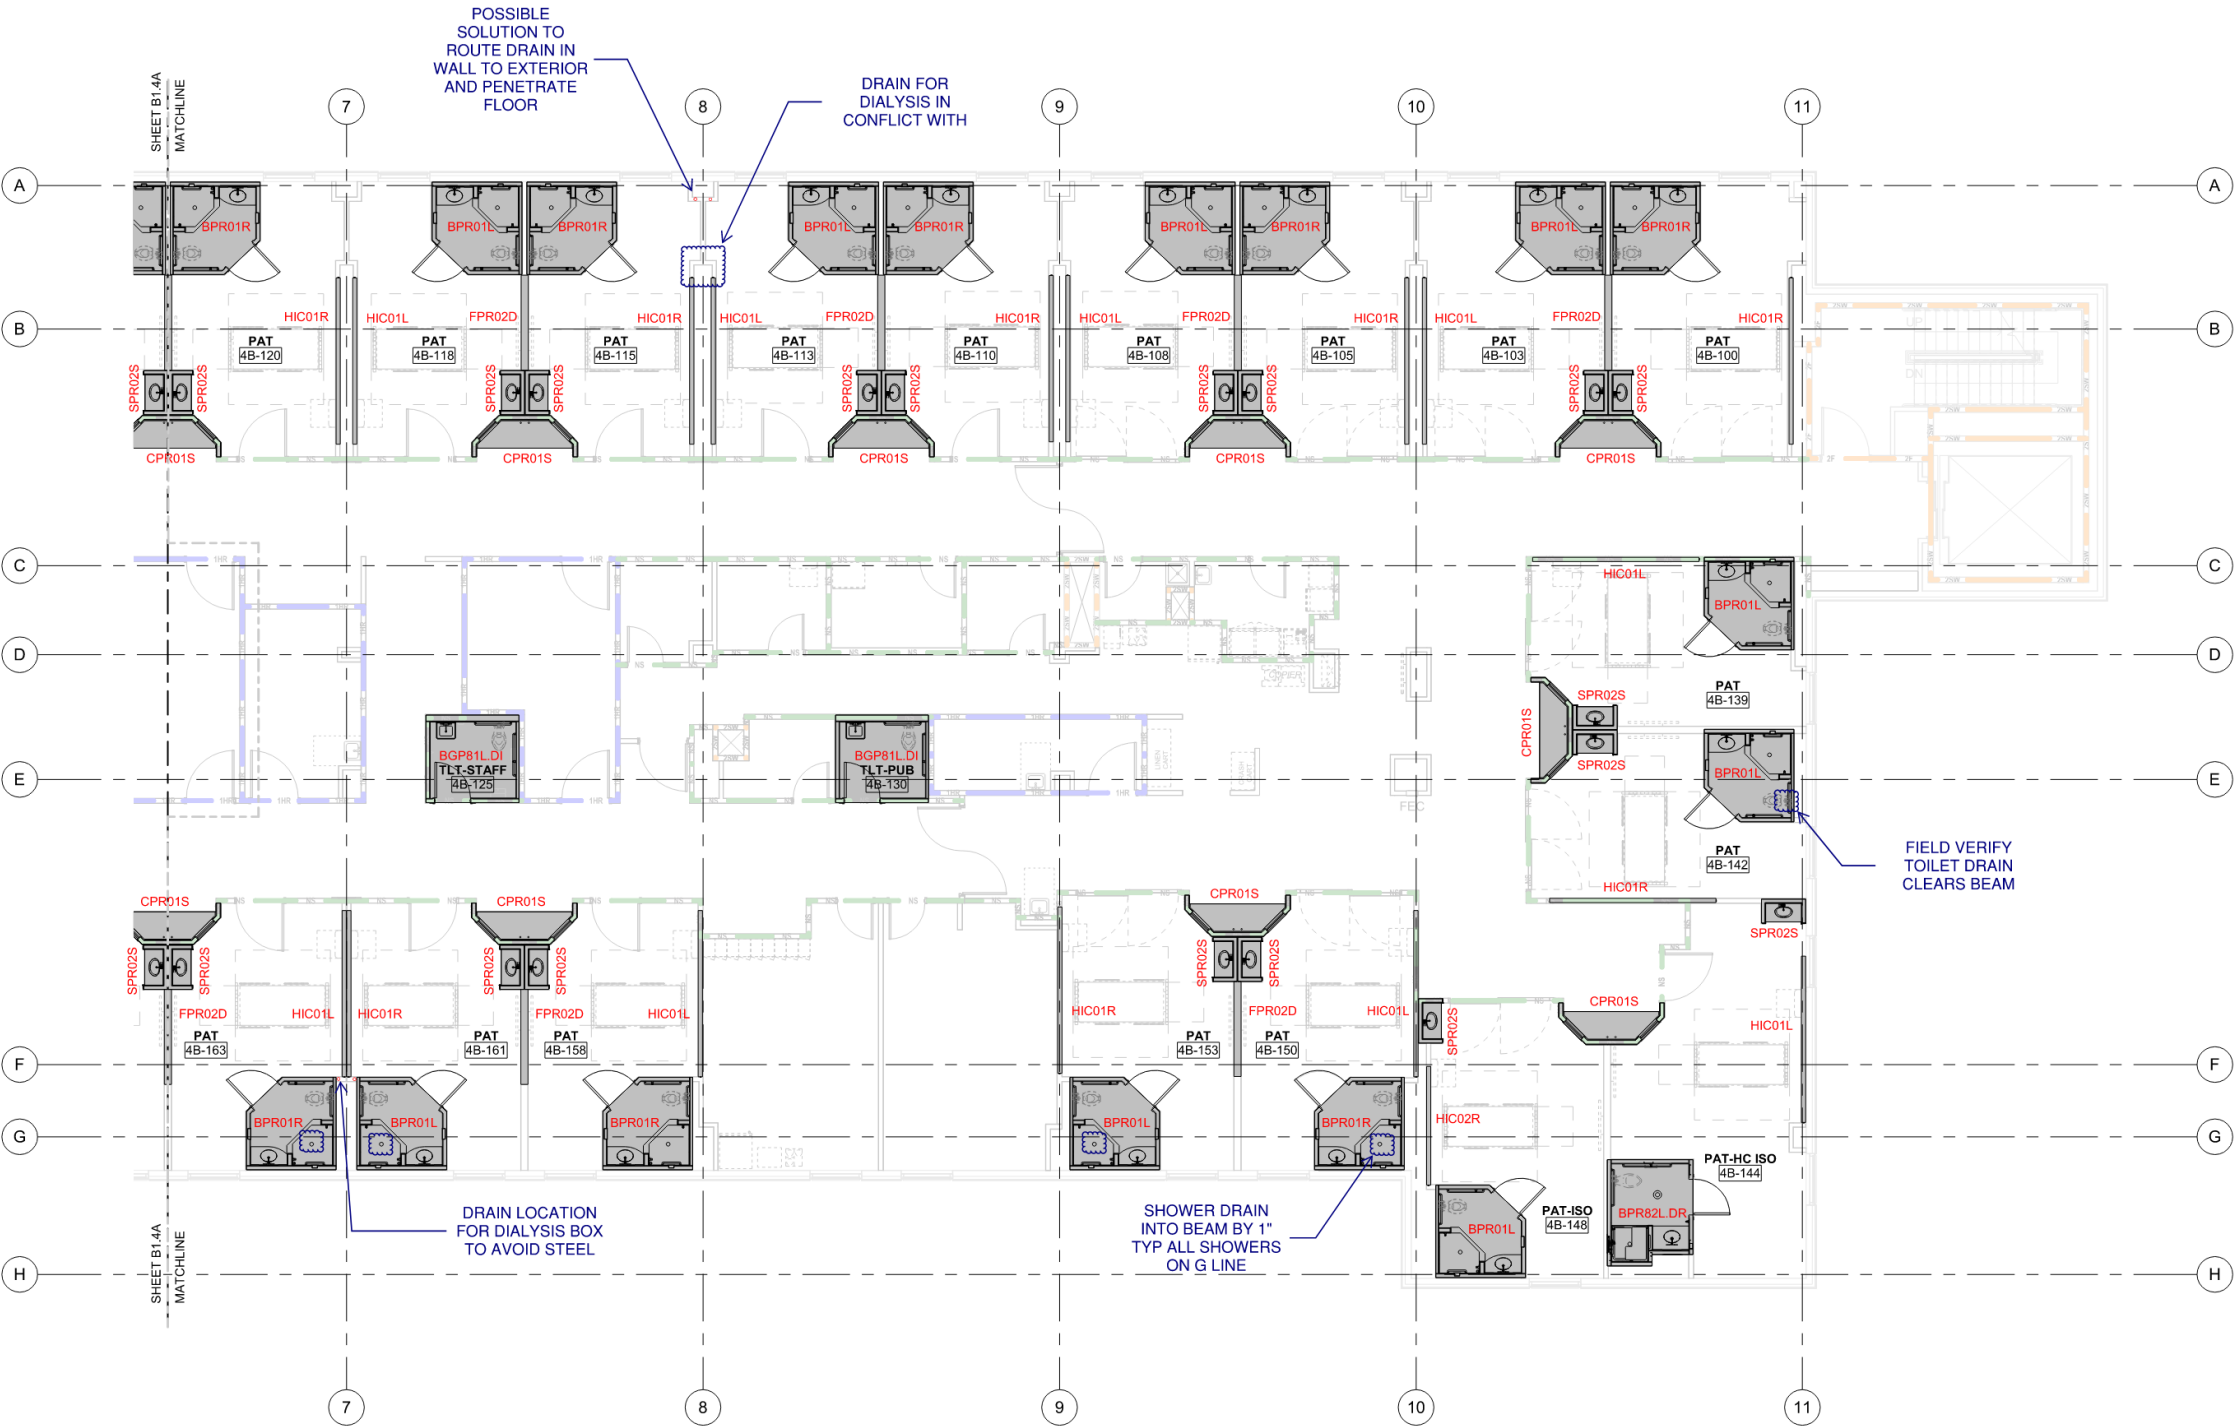 POSSIBLE
SOLUTION TO
ROUTE DRAIN IN
WALL TO EXTERIOR
AND PENETRATE
FLOOR
DRAIN FOR
DIALYSIS IN
CONFLICT WITH
SHEET B1.4A
MATCHLINE
7 8 9 10 11
A A
BPR01R BPR01L BPR01R BPR01L BPR01R BPR01L BPR01R BPR01L BPR01R
HIC01R HIC01L FPR02D HIC01R HIC01L FPR02D HIC01R HIC01L FPR02D HIC01R HIC01L FPR02D HIC01R
B B
PAT PAT PAT PAT PAT PAT PAT PAT PAT
4B-120 4B-118 4B-115 4B-113 4B-110 4B-108 4B-105 4B-103 4B-100
UP
DN
SPR02S SPR02S SPR02S SPR02S SPR02S SPR02S SPR02S SPR02S SPR02S SPR02S
CPR01S CPR01S CPR01S CPR01S CPR01S
C C
HIC01L
BPR01L
D D
COPIER
PAT
4B-139
SPR02S
CPR01S
SPR02S
BGP81L.DI BGP81L.DI
TLT-STAFF TLT-PUB
4B-125 4B-130
LINEN
CART
CRASH
CART
BPR01L
E E
FEC
PAT
4B-142
HIC01R
FIELD VERIFY
TOILET DRAIN
CLEARS BEAM
CPR01S CPR01S CPR01S
SPR02S
SPR02S SPR02S SPR02S SPR02S SPR02S SPR02S
FPR02D HIC01L HIC01R FPR02D HIC01L HIC01R FPR02D HIC01L
SPR02S
CPR01S
HIC01L
PAT PAT PAT PAT PAT
4B-163 4B-161 4B-158 4B-153 4B-150
F F
BPR01R BPR01L BPR01R BPR01L BPR01R HIC02R
G G
PAT-HC ISO
4B-144
DRAIN LOCATION
FOR DIALYSIS BOX
TO AVOID STEEL
SHOWER DRAIN
INTO BEAM BY 1"
TYP ALL SHOWERS
ON G LINE
PAT-ISO
4B-148
BPR01L
BPR82L.DR
H H
SHEET B1.4A
MATCHLINE
7 8 9 10 11